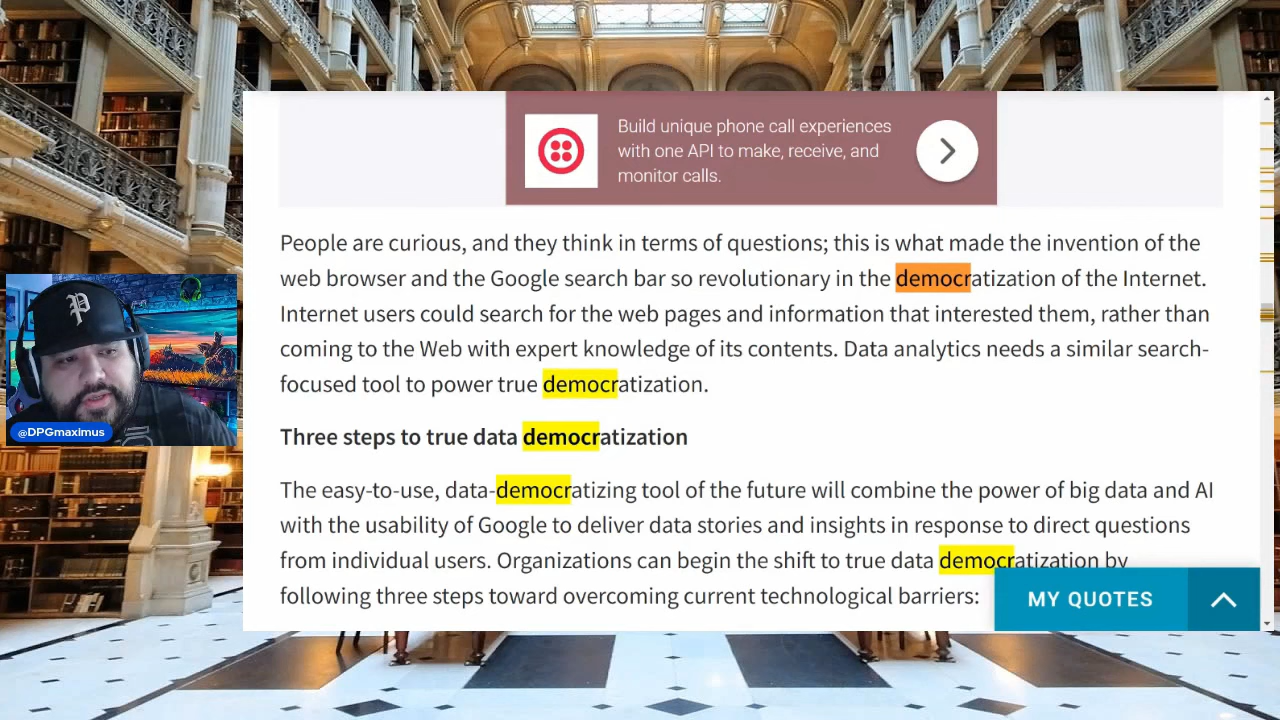 Build unique phone call experiences
with one API to make, receive, and
monitor calls.
People are curious, and they think in terms of questions; this is what made the invention of the
web browser and the Google search bar so revolutionary in the democratization of the Internet.
Internet users could search for the web pages and information that interested them, rather than
coming to the Web with expert knowledge of its contents. Data analytics needs a similar search-
focused tool to power true democratization.
Three steps to true data democratization
The easy-to-use, data-democratizing tool of the future will combine the power of big data and AI
with the usability of Google to deliver data stories and insights in response to direct questions
from individual users. Organizations can begin the shift to true data democratization by
following three steps toward overcoming current technological barriers:
MY QUOTES
P
@DPGmaximus